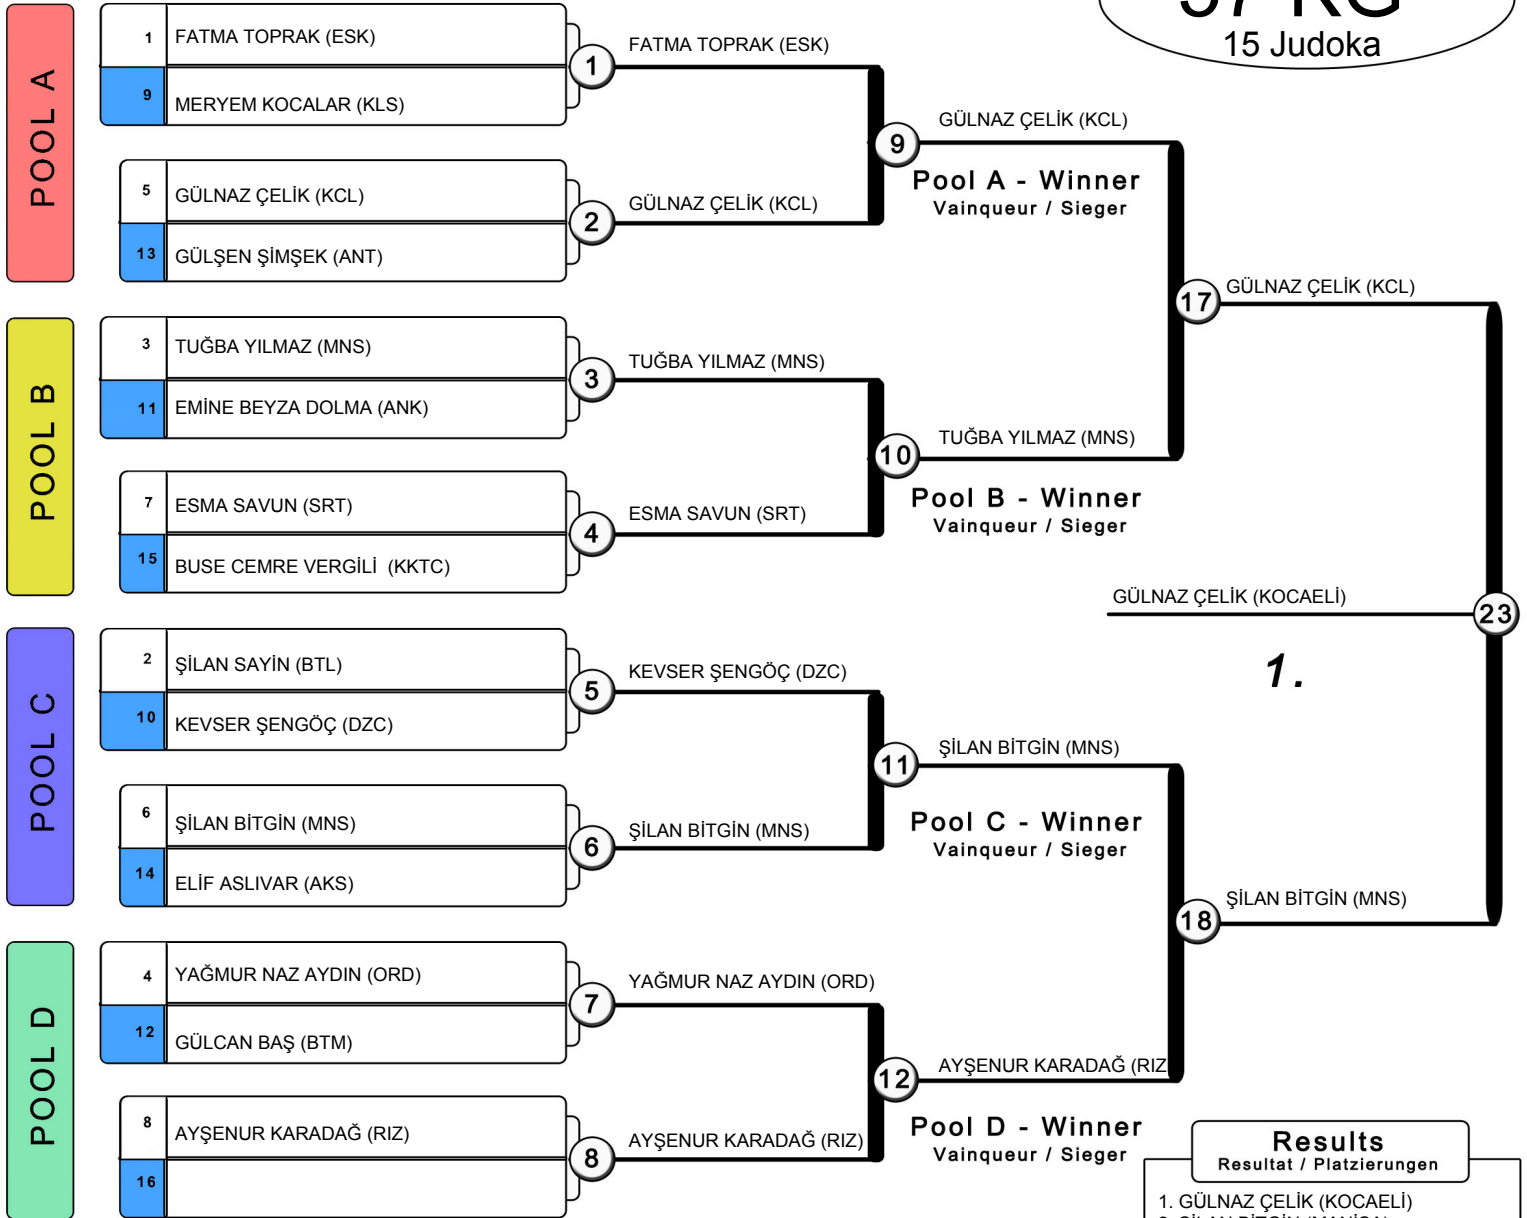 KG
15 Judoka
POOL A
1 FATMA TOPRAK (ESK)
9 MERYEM KOCALAR (KLS)
1
FATMA TOPRAK (ESK)
5 GÜLNAZ ÇELİK (KCL)
13 GÜLŞEN ŞİMŞEK (ANT)
2
GÜLNAZ ÇELİK (KCL)
9
GÜLNAZ ÇELİK (KCL)
Pool A - Winner
Vainqueur / Sieger
POOL B
3 TUĞBA YILMAZ (MNS)
11 EMİNE BEYZA DOLMA (ANK)
3
TUĞBA YILMAZ (MNS)
7 ESMA SAVUN (SRT)
15 BUSE CEMRE VERGİLİ (KKTC)
4
ESMA SAVUN (SRT)
10
TUĞBA YILMAZ (MNS)
Pool B - Winner
Vainqueur / Sieger
17
GÜLNAZ ÇELİK (KCL)
POOL C
2 ŞİLAN SAYİN (BTL)
10 KEVSER ŞENGÖÇ (DZC)
5
KEVSER ŞENGÖÇ (DZC)
6 ŞİLAN BİTGİN (MNS)
14 ELİF ASLIVAR (AKS)
6
ŞİLAN BİTGİN (MNS)
11
ŞİLAN BİTGİN (MNS)
Pool C - Winner
Vainqueur / Sieger
POOL D
4 YAĞMUR NAZ AYDIN (ORD)
12 GÜLCAN BAŞ (BTM)
7
YAĞMUR NAZ AYDIN (ORD)
8 AYŞENUR KARADAĞ (RIZ)
16
8
AYŞENUR KARADAĞ (RIZ)
12
AYŞENUR KARADAĞ (RIZ
Pool D - Winner
Vainqueur / Sieger
18
ŞİLAN BİTGİN (MNS)
GÜLNAZ ÇELİK (KOCAELİ)
23
1.
Results
Resultat / Platzierungen
1. GÜLNAZ ÇELİK (KOCAELİ)